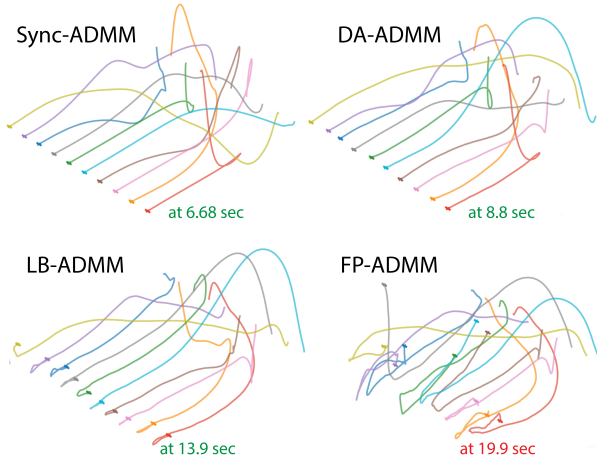 Sync-ADMM
DA-ADMM
at 6.68 sec
at 8.8 sec
LB-ADMM
FP-ADMM
at 13.9 sec
at 19.9 sec